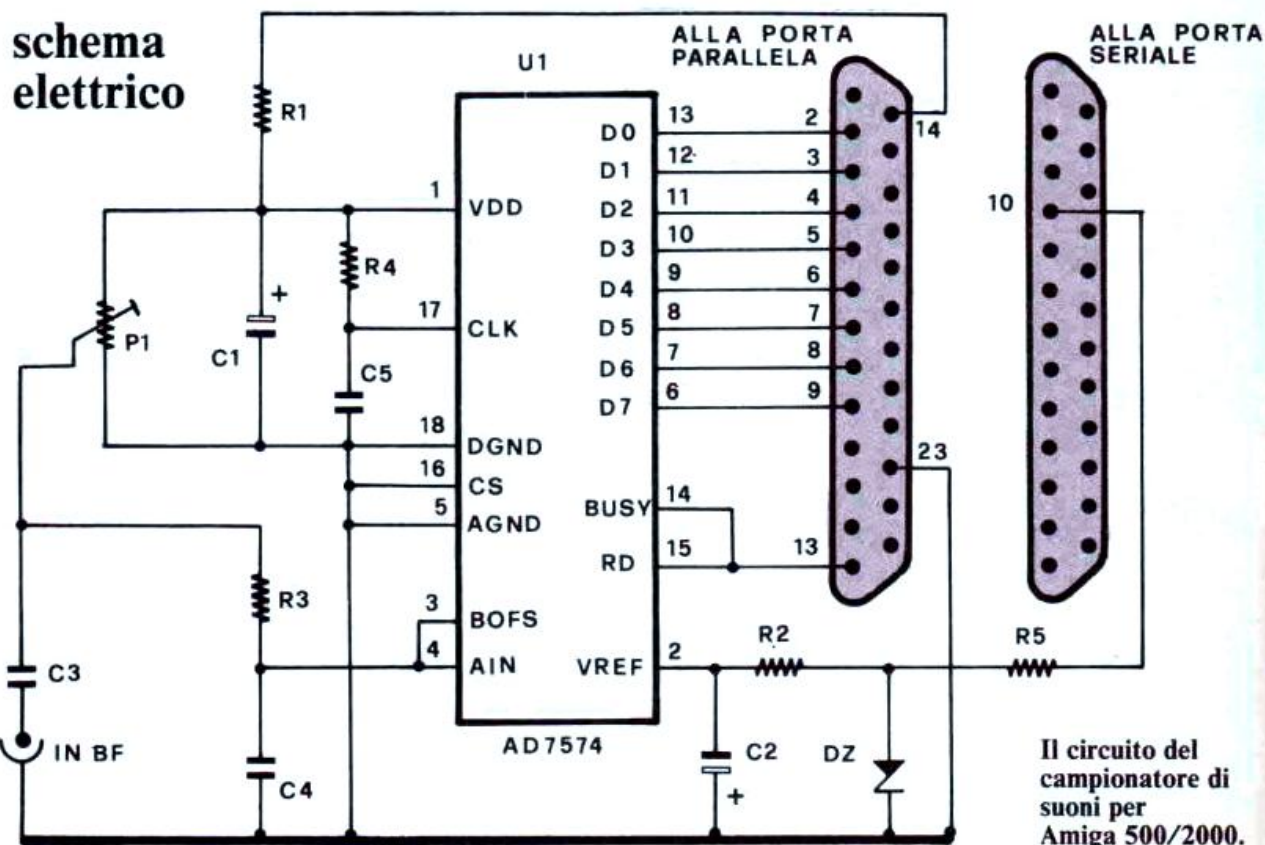 schema
elettrico
ALLA PORTA
PARALLELA
ALLA PORTA
SERIALE
U1
R1
14
D0 13 2
D1 12 3
1 VDD
D2 11 4
10
D3 10 5
R4
D4 9 6
+
17 CLK
D5 8 7
P1
C1
D6 7 8
C5
D7 6 9
18 DGND
23
16 CS
5 AGND
BUSY 14
RD 15 13
R3
3 BOFS
R2
R5
4 AIN
VREF 2
C3
AD7574
C2
DZ
IN BF
C4
+
Il circuito del
campionatore di
suoni per
Amiga 500/2000.